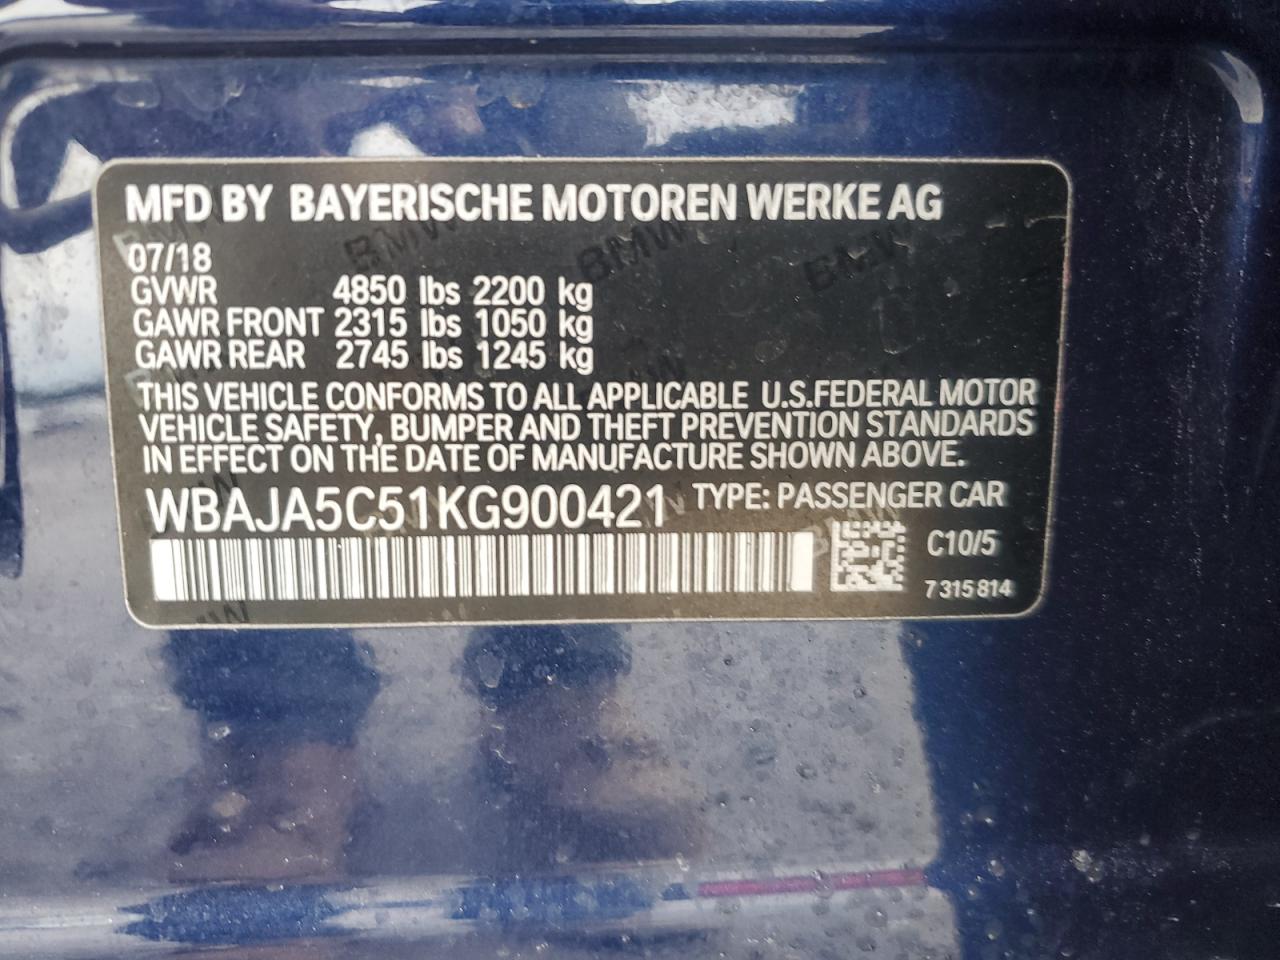 MFD BY BAYERISCHE MOTOREN WERKE AG
07/18
GVWR 4850 lbs 2200 kg
GAWR FRONT 2315 lbs 1050 kg
GAWR REAR 2745 lbs 1245 kg
THIS VEHICLE CONFORMS TO ALL APPLICABLE U.S.FEDERAL MOTOR
VEHICLE SAFETY, BUMPER AND THEFT PREVENTION STANDARDS
IN EFFECT ON THE DATE OF MANUFACTURE SHOWN ABOVE.
WBAJA5C51KG900421 TYPE: PASSENGER CAR
C10/5
7 315 814